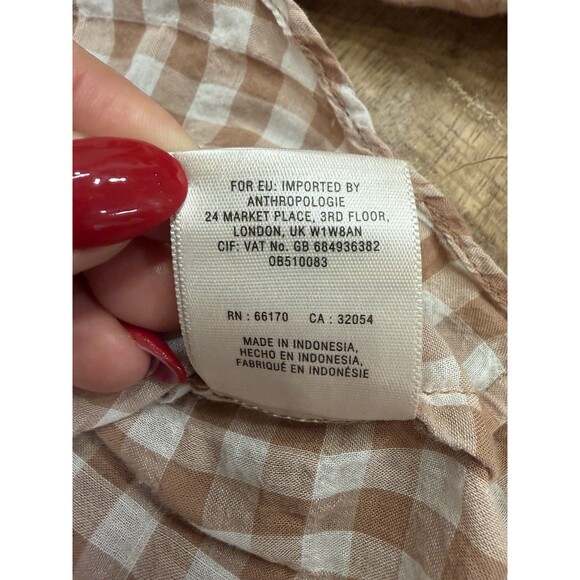 FOR EU: IMPORTED BY
ANTHROPOLOGIE
24 MARKET PLACE, 3RD FLOOR,
LONDON, UK W1W8AN
CIF: VAT No. GB 684936382
OB510083
RN : 66170 CA : 32054
MADE IN INDONESIA,
HECHO EN INDONESIA,
FABRIQUÉ EN INDONÉSIE